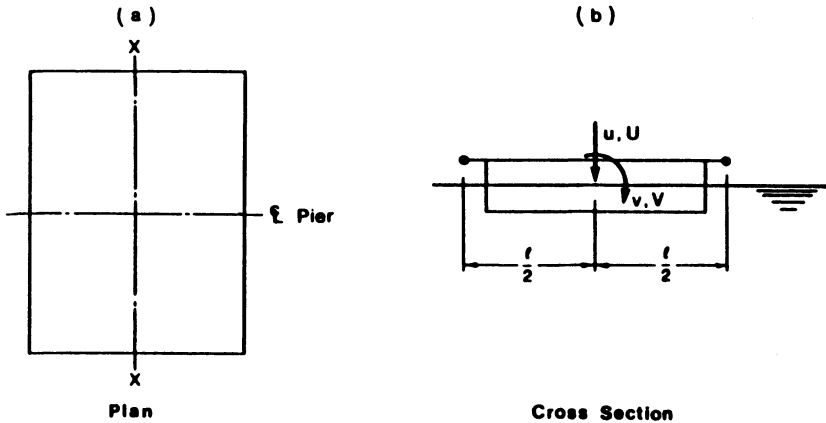 (a)
X
℄ Pier
X
Plan
(b)
u, U
v, V
ℓ/2 ℓ/2
Cross Section